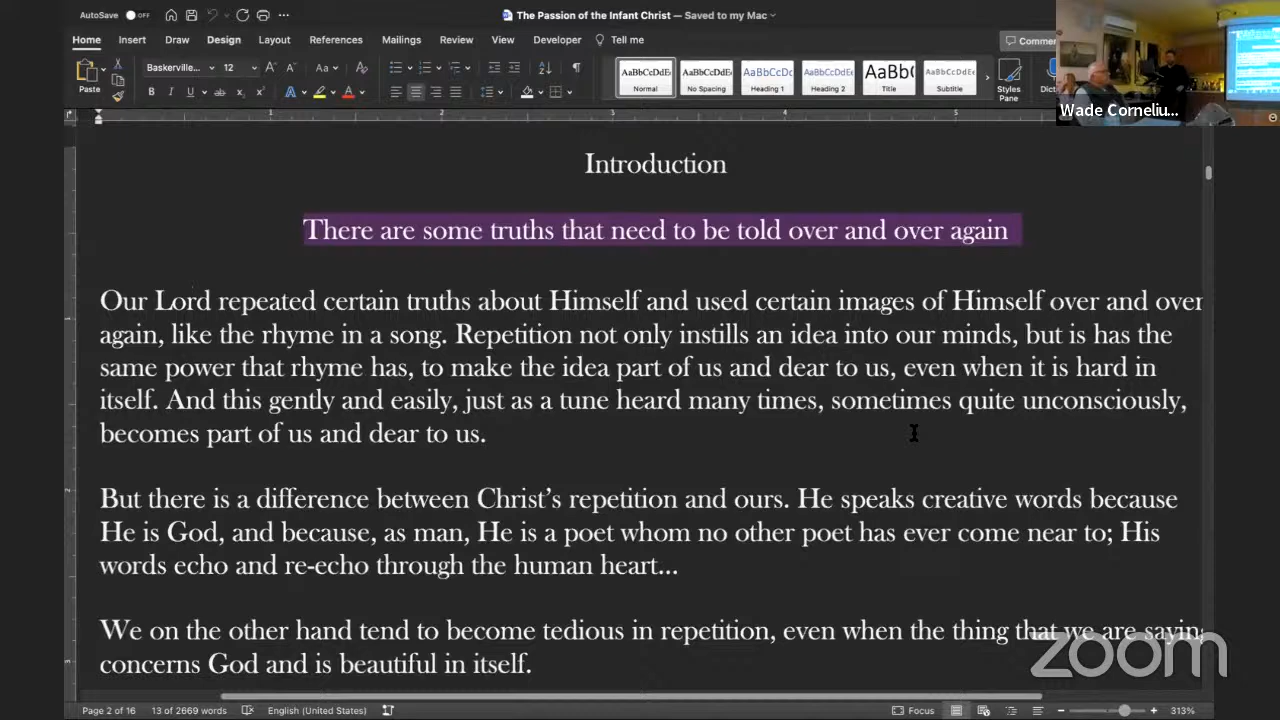 AutoSave OFF
The Passion of the Infant Christ — Saved to my Mac
Home Insert Draw Design Layout References Mailings Review View Developer Tell me
Commen
Paste
Baskerville... 12
AaBbCcDdEe AaBbCcDdEe AaBbCcDc AaBbCcDdEe AaBb( AaBbCcDdEe
Normal No Spacing Heading 1 Heading 2 Title Subtitle
Styles
Pane
Dict
Wade Corneliu...
Introduction
There are some truths that need to be told over and over again
Our Lord repeated certain truths about Himself and used certain images of Himself over and over
again, like the rhyme in a song. Repetition not only instills an idea into our minds, but is has the
same power that rhyme has, to make the idea part of us and dear to us, even when it is hard in
itself. And this gently and easily, just as a tune heard many times, sometimes quite unconsciously,
becomes part of us and dear to us.
But there is a difference between Christ’s repetition and ours. He speaks creative words because
He is God, and because, as man, He is a poet whom no other poet has ever come near to; His
words echo and re-echo through the human heart...
We on the other hand tend to become tedious in repetition, even when the thing that we are saying
concerns God and is beautiful in itself.
zoom
Page 2 of 16 13 of 2669 words English (United States) Focus 313%